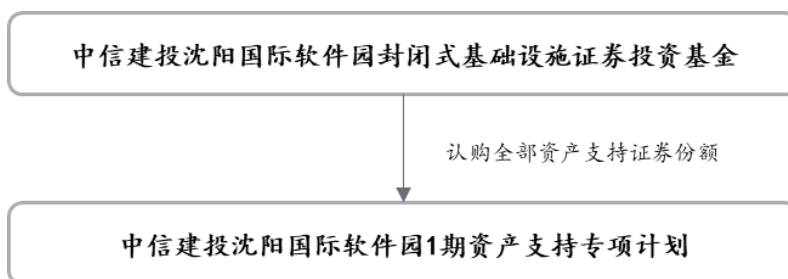 中信建投沈阳国际软件园封闭式基础设施证券投资基金
认购全部资产支持证券份额
中信建投沈阳国际软件园1期资产支持专项计划